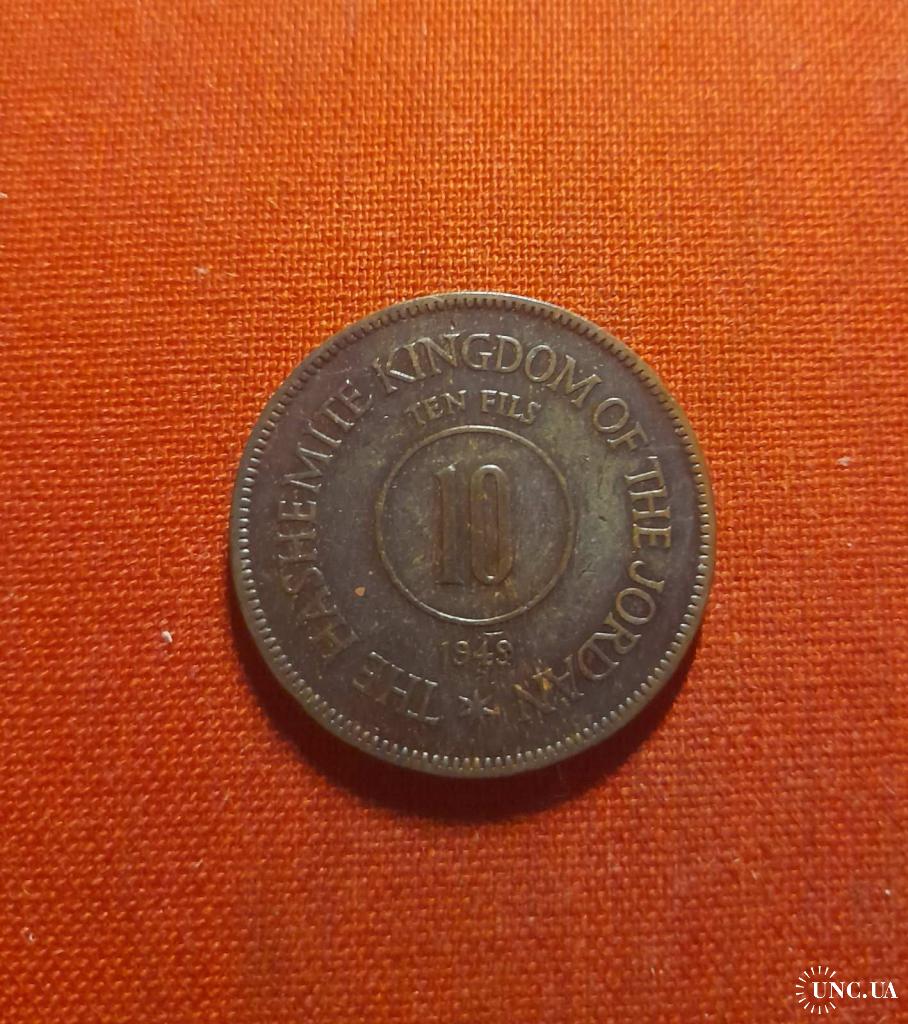 THE HASHEMITE KINGDOM OF THE JORDAN
TEN FILS
10
1949
UNC.UA